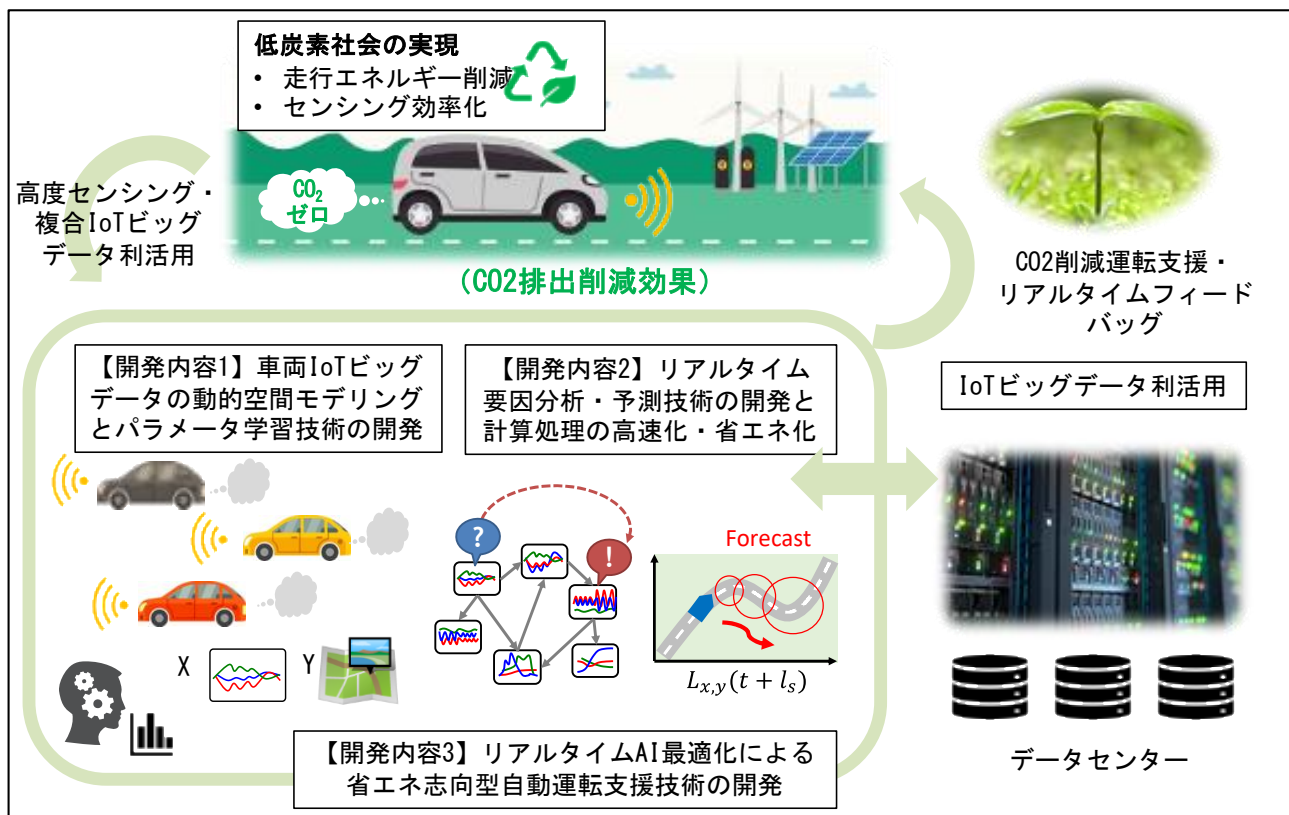 低炭素社会の実現
• 走行エネルギー削減
• センシング効率化
CO₂
ゼロ
高度センシング・
複合IoTビッグ
データ利活用
(CO2排出削減効果)
CO2削減運転支援・
リアルタイムフィード
バッグ
【開発内容1】車両IoTビッグ
データの動的空間モデリング
とパラメータ学習技術の開発
【開発内容2】リアルタイム
要因分析・予測技術の開発と
計算処理の高速化・省エネ化
IoTビッグデータ利活用
?
!
Forecast
X
Y
$L_{x,y}(t + l_s)$
【開発内容3】リアルタイムAI最適化による
省エネ志向型自動運転支援技術の開発
データセンター